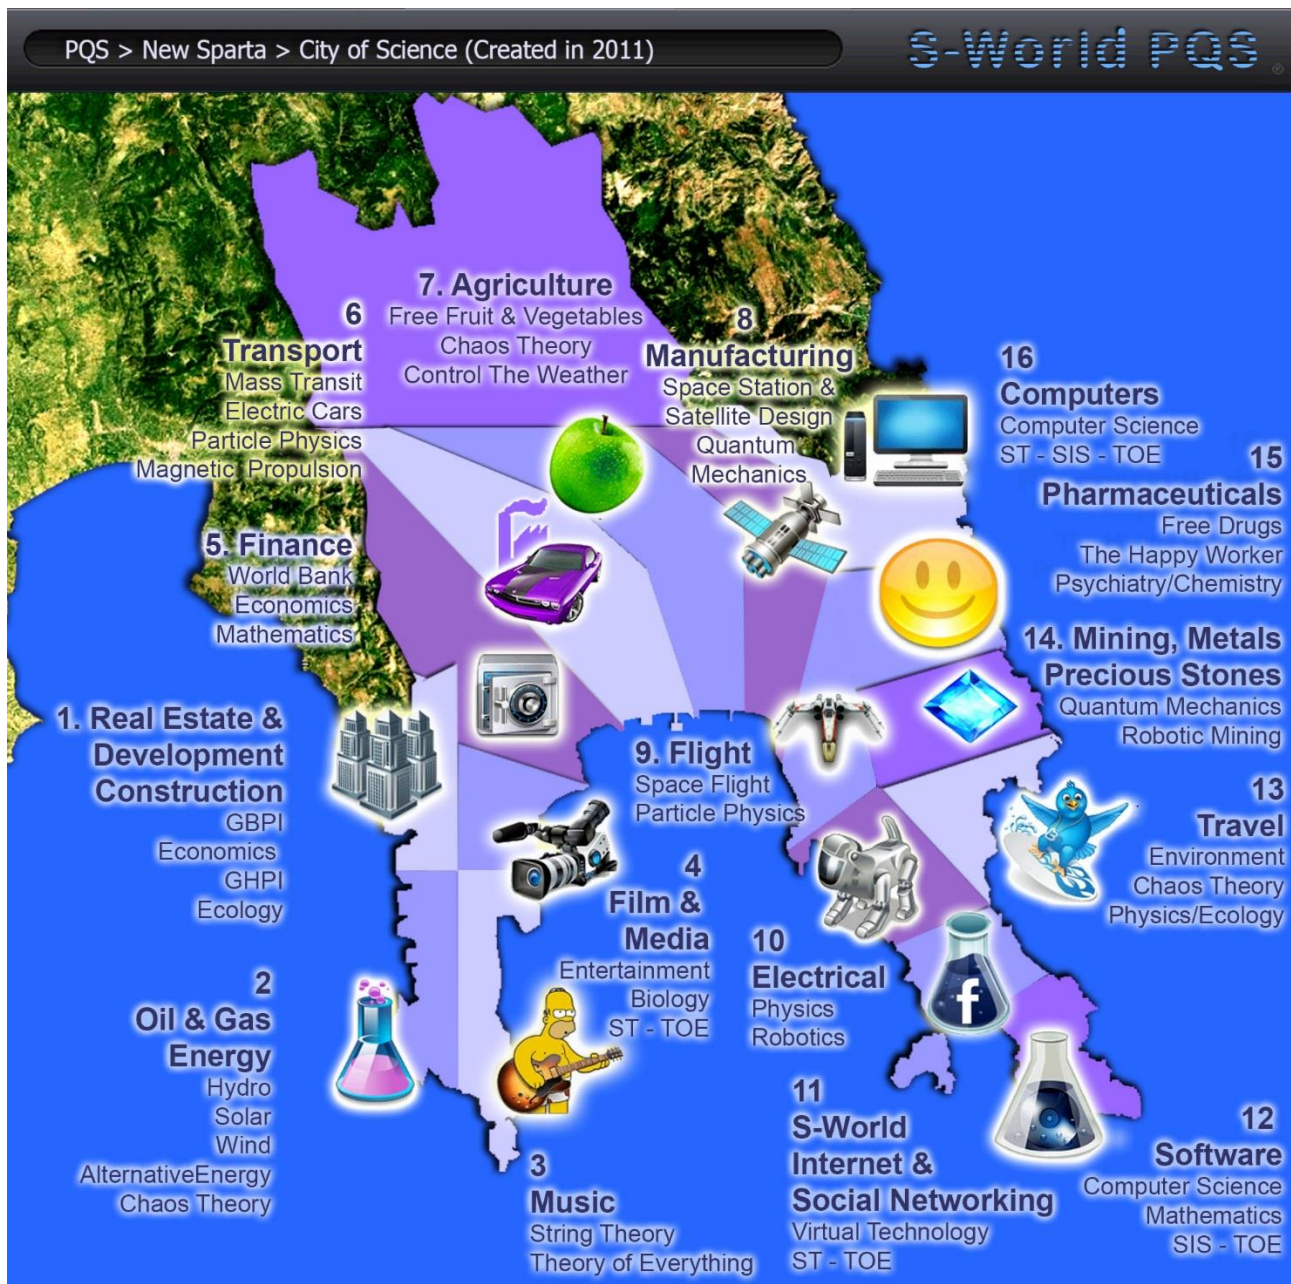 PQS > New Sparta > City of Science (Created in 2011)
S-World PQS ®
7. Agriculture
Free Fruit & Vegetables
Chaos Theory
Control The Weather
6
Transport
Mass Transit
Electric Cars
Particle Physics
Magnetic Propulsion
8
Manufacturing
Space Station &
Satellite Design
Quantum
Mechanics
16
Computers
Computer Science
ST - SIS - TOE
15
Pharmaceuticals
Free Drugs
The Happy Worker
Psychiatry/Chemistry
5. Finance
World Bank
Economics
Mathematics
14. Mining, Metals
Precious Stones
Quantum Mechanics
Robotic Mining
1. Real Estate &
Development
Construction
GBPI
Economics
GHPI
Ecology
9. Flight
Space Flight
Particle Physics
13
Travel
Environment
Chaos Theory
Physics/Ecology
4
Film &
Media
Entertainment
Biology
ST - TOE
10
Electrical
Physics
Robotics
f
2
Oil & Gas
Energy
Hydro
Solar
Wind
AlternativeEnergy
Chaos Theory
3
Music
String Theory
Theory of Everything
11
S-World
Internet &
Social Networking
Virtual Technology
ST - TOE
12
Software
Computer Science
Mathematics
SIS - TOE